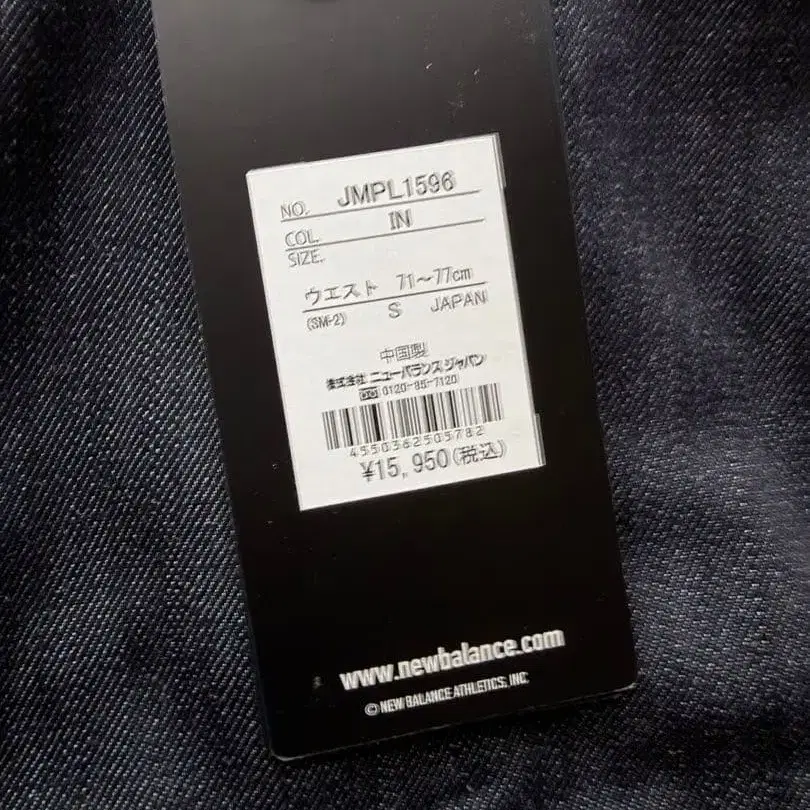 NO. JMPL1596
COL. IN
SIZE.
ウエスト 71～77cm
(SM-2) S JAPAN
中国製
株式会社 ニューバランス ジャパン
0120-85-7120
4550362505782
¥15,950(税込)
www.newbalance.com
© NEW BALANCE ATHLETICS, INC